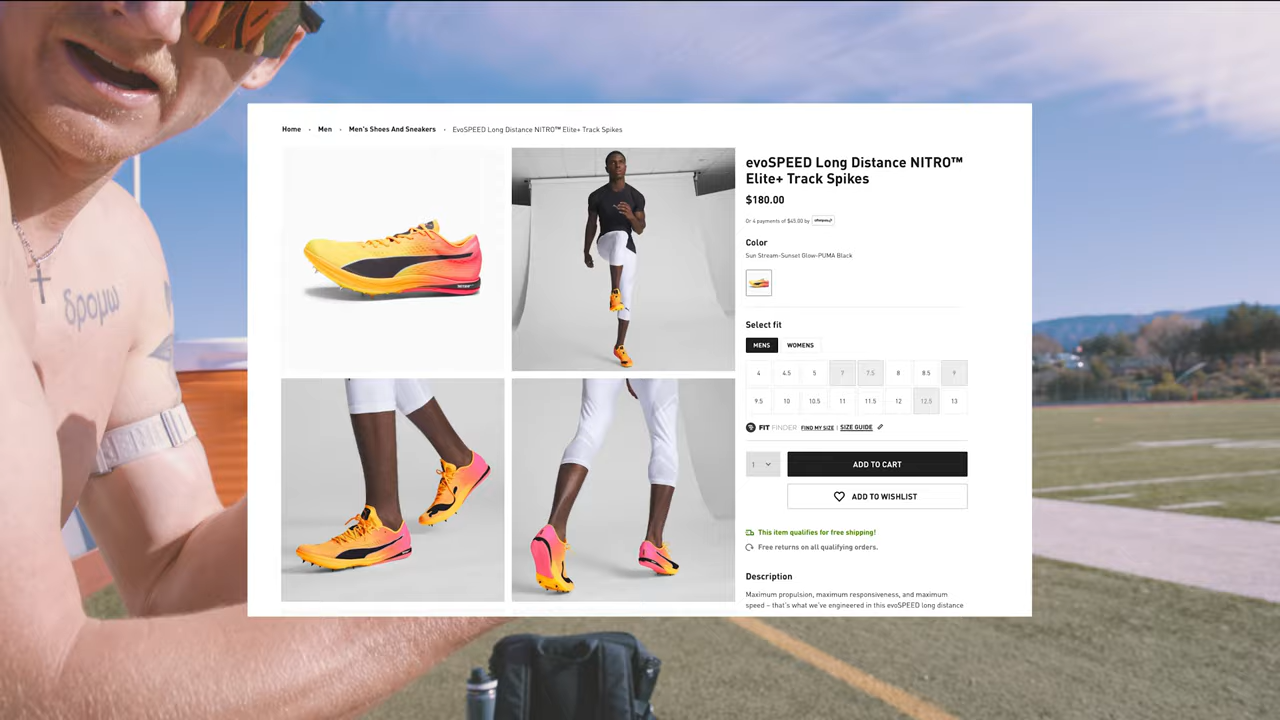 Home • Men • Men's Shoes And Sneakers • EvoSPEED Long Distance NITRO™ Elite+ Track Spikes
evoSPEED Long Distance NITRO™
Elite+ Track Spikes
$180.00
Or 4 payments of $45.00 by
Color
Sun Stream-Sunset Glow-PUMA Black
Select fit
MENS WOMENS
4 4.5 5 7 7.5 8 8.5 9
9.5 10 10.5 11 11.5 12 12.5 13
FIT FINDER FIND MY SIZE | SIZE GUIDE
1 ADD TO CART
ADD TO WISHLIST
This item qualifies for free shipping!
Free returns on all qualifying orders.
Description
Maximum propulsion, maximum responsiveness, and maximum
speed – that's what we've engineered in this evoSPEED long distance
δρομω